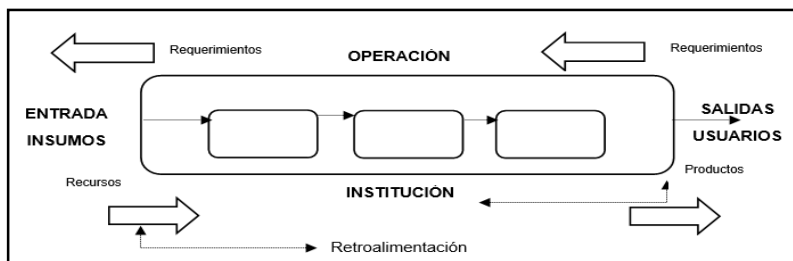 Requerimientos
Requerimientos
OPERACIÓN
ENTRADA
INSUMOS
SALIDAS
USUARIOS
Recursos
Productos
INSTITUCIÓN
Retroalimentación